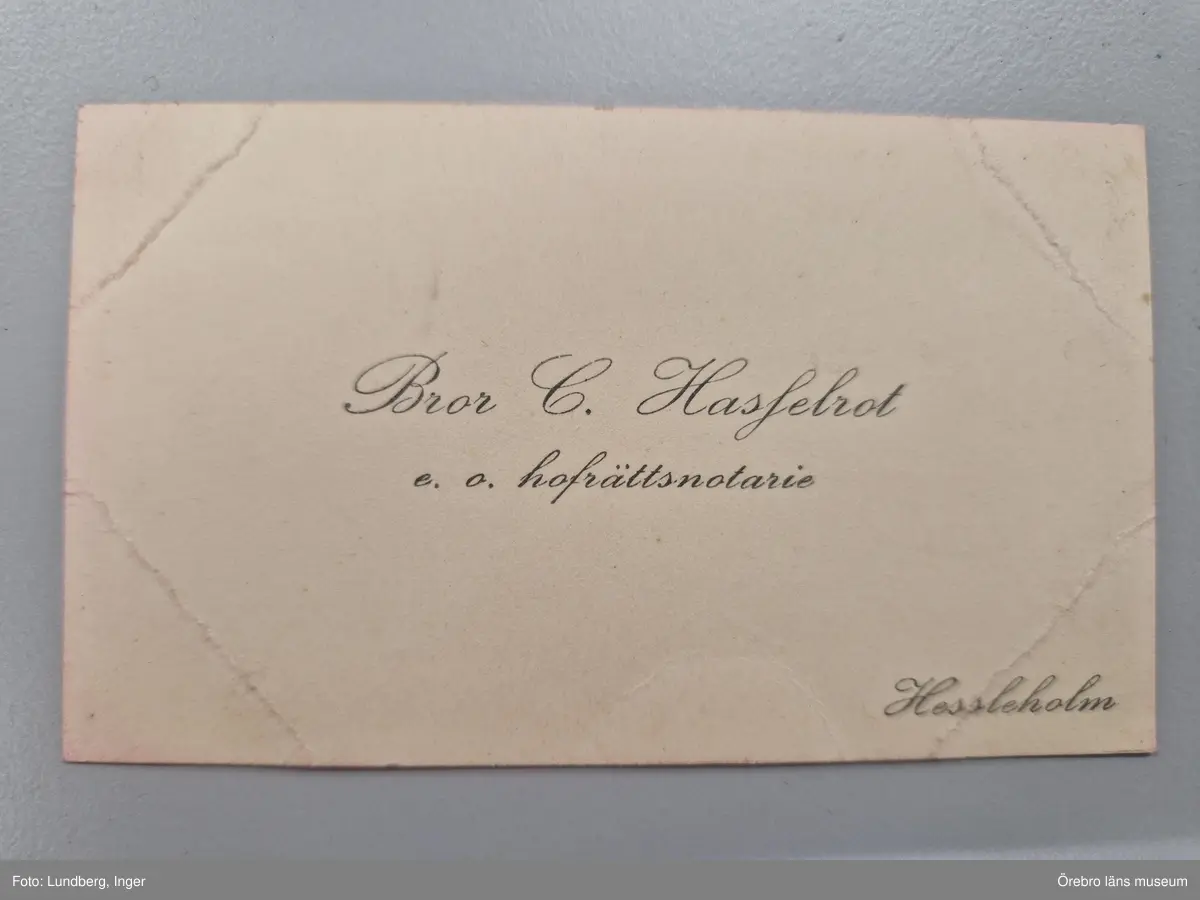 Bror C. Hasselrot
e. o. hofrättsnotarie
Hessleholm
Foto: Lundberg, Inger
Örebro läns museum